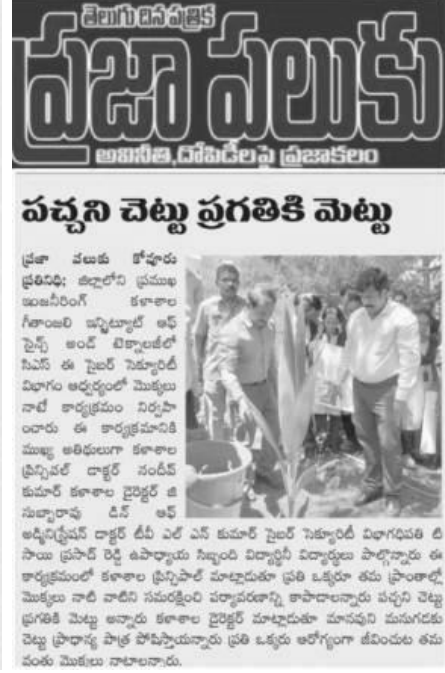 తెలుగు దిన పత్రిక
ప్రజా పలుకు
అవినీతి,దోపిడీలపై ప్రజాకలం
పచ్చని చెట్టు ప్రగతికి మెట్టు
ప్రజా పలుకు కోవూరు
ప్రతినిధి; జిల్లాలోని ప్రముఖ
ఇంజనీరింగ్ కళాశాల
గీతాంజలి ఇన్స్టిట్యూట్ ఆఫ్
సైన్స్ అండ్ టెక్నాలజీలో
సిఎస్ ఈ సైబర్ సెక్యూరిటీ
విభాగం ఆధ్వర్యంలో మొక్కలు
నాటే కార్యక్రమం నిర్వహి
ంచారు ఈ కార్యక్రమానికి
ముఖ్య అతిథులుగా కళాశాల
ప్రిన్సిపల్ డాక్టర్ నందీప్
కుమార్ కళాశాల డైరెక్టర్ జి
సుబ్బారావు డీన్ ఆఫ్
అడ్మినిస్ట్రేషన్ డాక్టర్ టీవీ ఎల్ ఎన్ కుమార్ సైబర్ సెక్యూరిటీ విభాగధిపతి టి
సాయి ప్రసాద్ రెడ్డి ఉపాధ్యాయ సిబ్బంది విద్యార్థినీ విద్యార్థులు పాల్గొన్నారు ఈ
కార్యక్రమంలో కళాశాల ప్రిన్సిపాల్ మాట్లాడుతూ ప్రతి ఒక్కరూ తమ ప్రాంతాల్లో
మొక్కలు నాటి వాటిని సమరక్షించి పర్యావరణాన్ని కాపాడాలన్నారు పచ్చని చెట్టు
ప్రగతికి మెట్టు అన్నారు కళాశాల డైరెక్టర్ మాట్లాడుతూ మానవుని మనుగడకు
చెట్టు ప్రాధాన్య పాత్ర పోషిస్తాయన్నారు ప్రతి ఒక్కరు ఆరోగ్యంగా జీవించుట తమ
వంతు మొక్కలు నాటాలన్నారు.